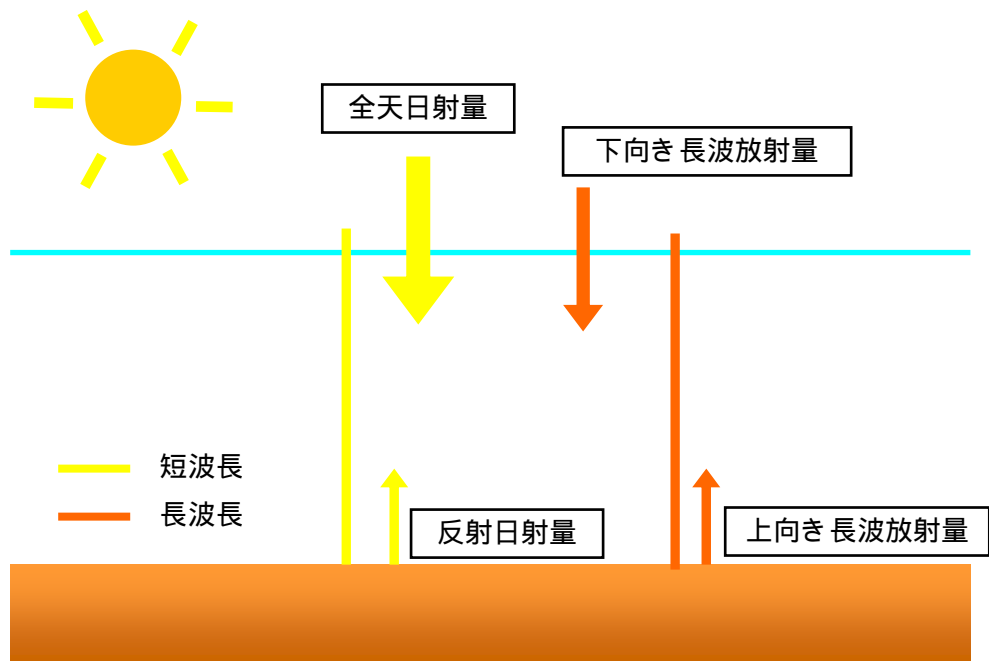 全天日射量
下向き長波放射量
短波長
長波長
反射日射量
上向き長波放射量